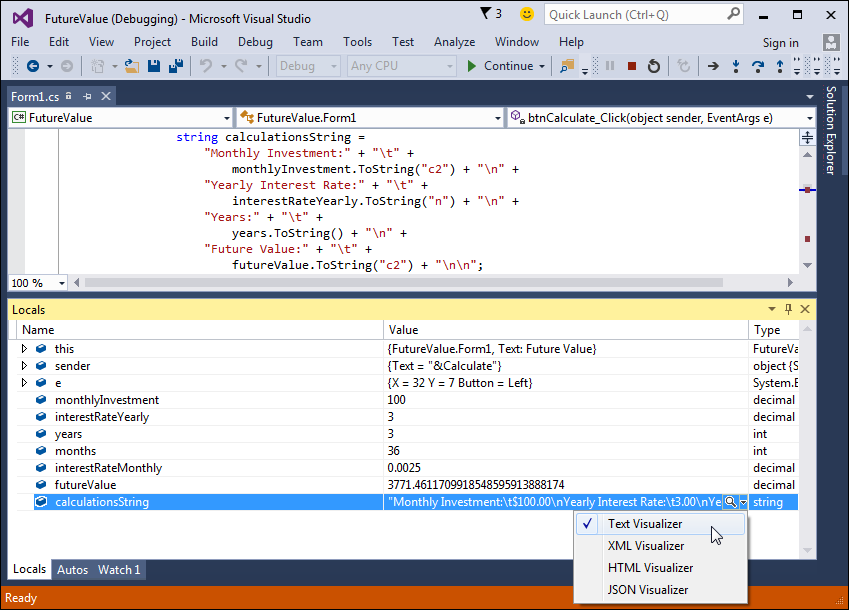 FutureValue (Debugging) - Microsoft Visual Studio
3
Quick Launch (Ctrl+Q)
File Edit View Project Build Debug Team Tools Test Analyze Window Help Sign in
Debug Any CPU Continue
Form1.cs
Solution Explorer
C# FutureValue FutureValue.Form1 btnCalculate_Click(object sender, EventArgs e)
string calculationsString =
"Monthly Investment:" + "\t" +
monthlyInvestment.ToString("c2") + "\n" +
"Yearly Interest Rate:" + "\t" +
interestRateYearly.ToString("n") + "\n" +
"Years:" + "\t" +
years.ToString() + "\n" +
"Future Value:" + "\t" +
futureValue.ToString("c2") + "\n\n";
100 %
Locals
Name Value Type
this {FutureValue.Form1, Text: Future Value} FutureVa
sender {Text = "&Calculate"} object {S
e {X = 32 Y = 7 Button = Left} System.E
monthlyInvestment 100 decimal
interestRateYearly 3 decimal
years 3 int
months 36 int
interestRateMonthly 0.0025 decimal
futureValue 3771.4611709918548595913888174 decimal
calculationsString "Monthly Investment:\t$100.00\nYearly Interest Rate:\t3.00\nYe string
Text Visualizer
XML Visualizer
HTML Visualizer
JSON Visualizer
Locals Autos Watch 1
Ready